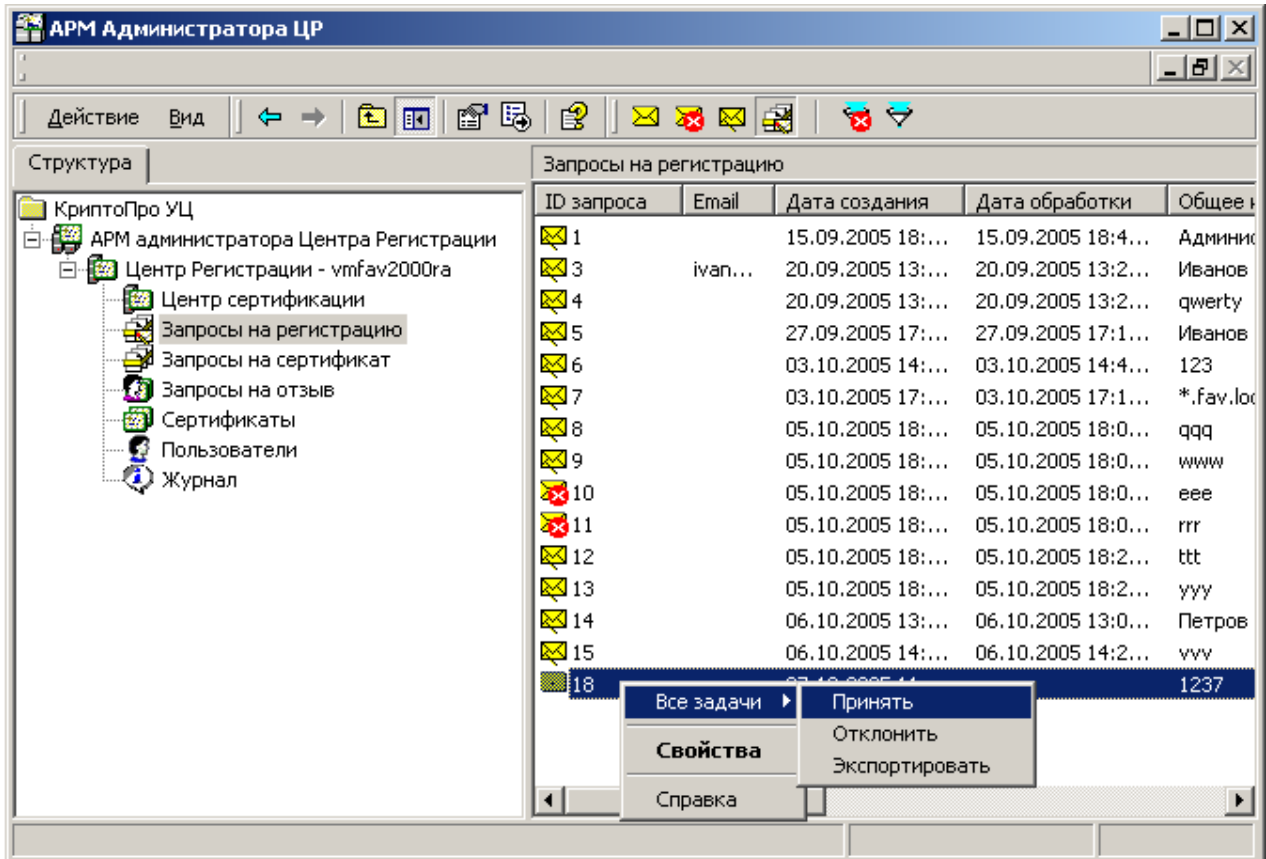 АРМ Администратора ЦР
Действие Вид
Структура
Запросы на регистрацию
КриптоПро УЦ
АРМ администратора Центра Регистрации
Центр Регистрации - vmfav2000ra
Центр сертификации
Запросы на регистрацию
Запросы на сертификат
Запросы на отзыв
Сертификаты
Пользователи
Журнал
ID запроса Email Дата создания Дата обработки Общее
1 15.09.2005 18:... 15.09.2005 18:4... Админис
3 ivan... 20.09.2005 13:... 20.09.2005 13:2... Иванов
4 20.09.2005 13:... 20.09.2005 13:2... qwerty
5 27.09.2005 17:... 27.09.2005 17:1... Иванов
6 03.10.2005 14:... 03.10.2005 14:4... 123
7 03.10.2005 17:... 03.10.2005 17:1... *.fav.loc
8 05.10.2005 18:... 05.10.2005 18:0... qqq
9 05.10.2005 18:... 05.10.2005 18:0... www
10 05.10.2005 18:... 05.10.2005 18:0... eee
11 05.10.2005 18:... 05.10.2005 18:0... rrr
12 05.10.2005 18:... 05.10.2005 18:2... ttt
13 05.10.2005 18:... 05.10.2005 18:2... yyy
14 06.10.2005 13:... 06.10.2005 13:0... Петров
15 06.10.2005 14:... 06.10.2005 14:2... vvv
18 1237
Все задачи
Свойства
Справка
Принять
Отклонить
Экспортировать